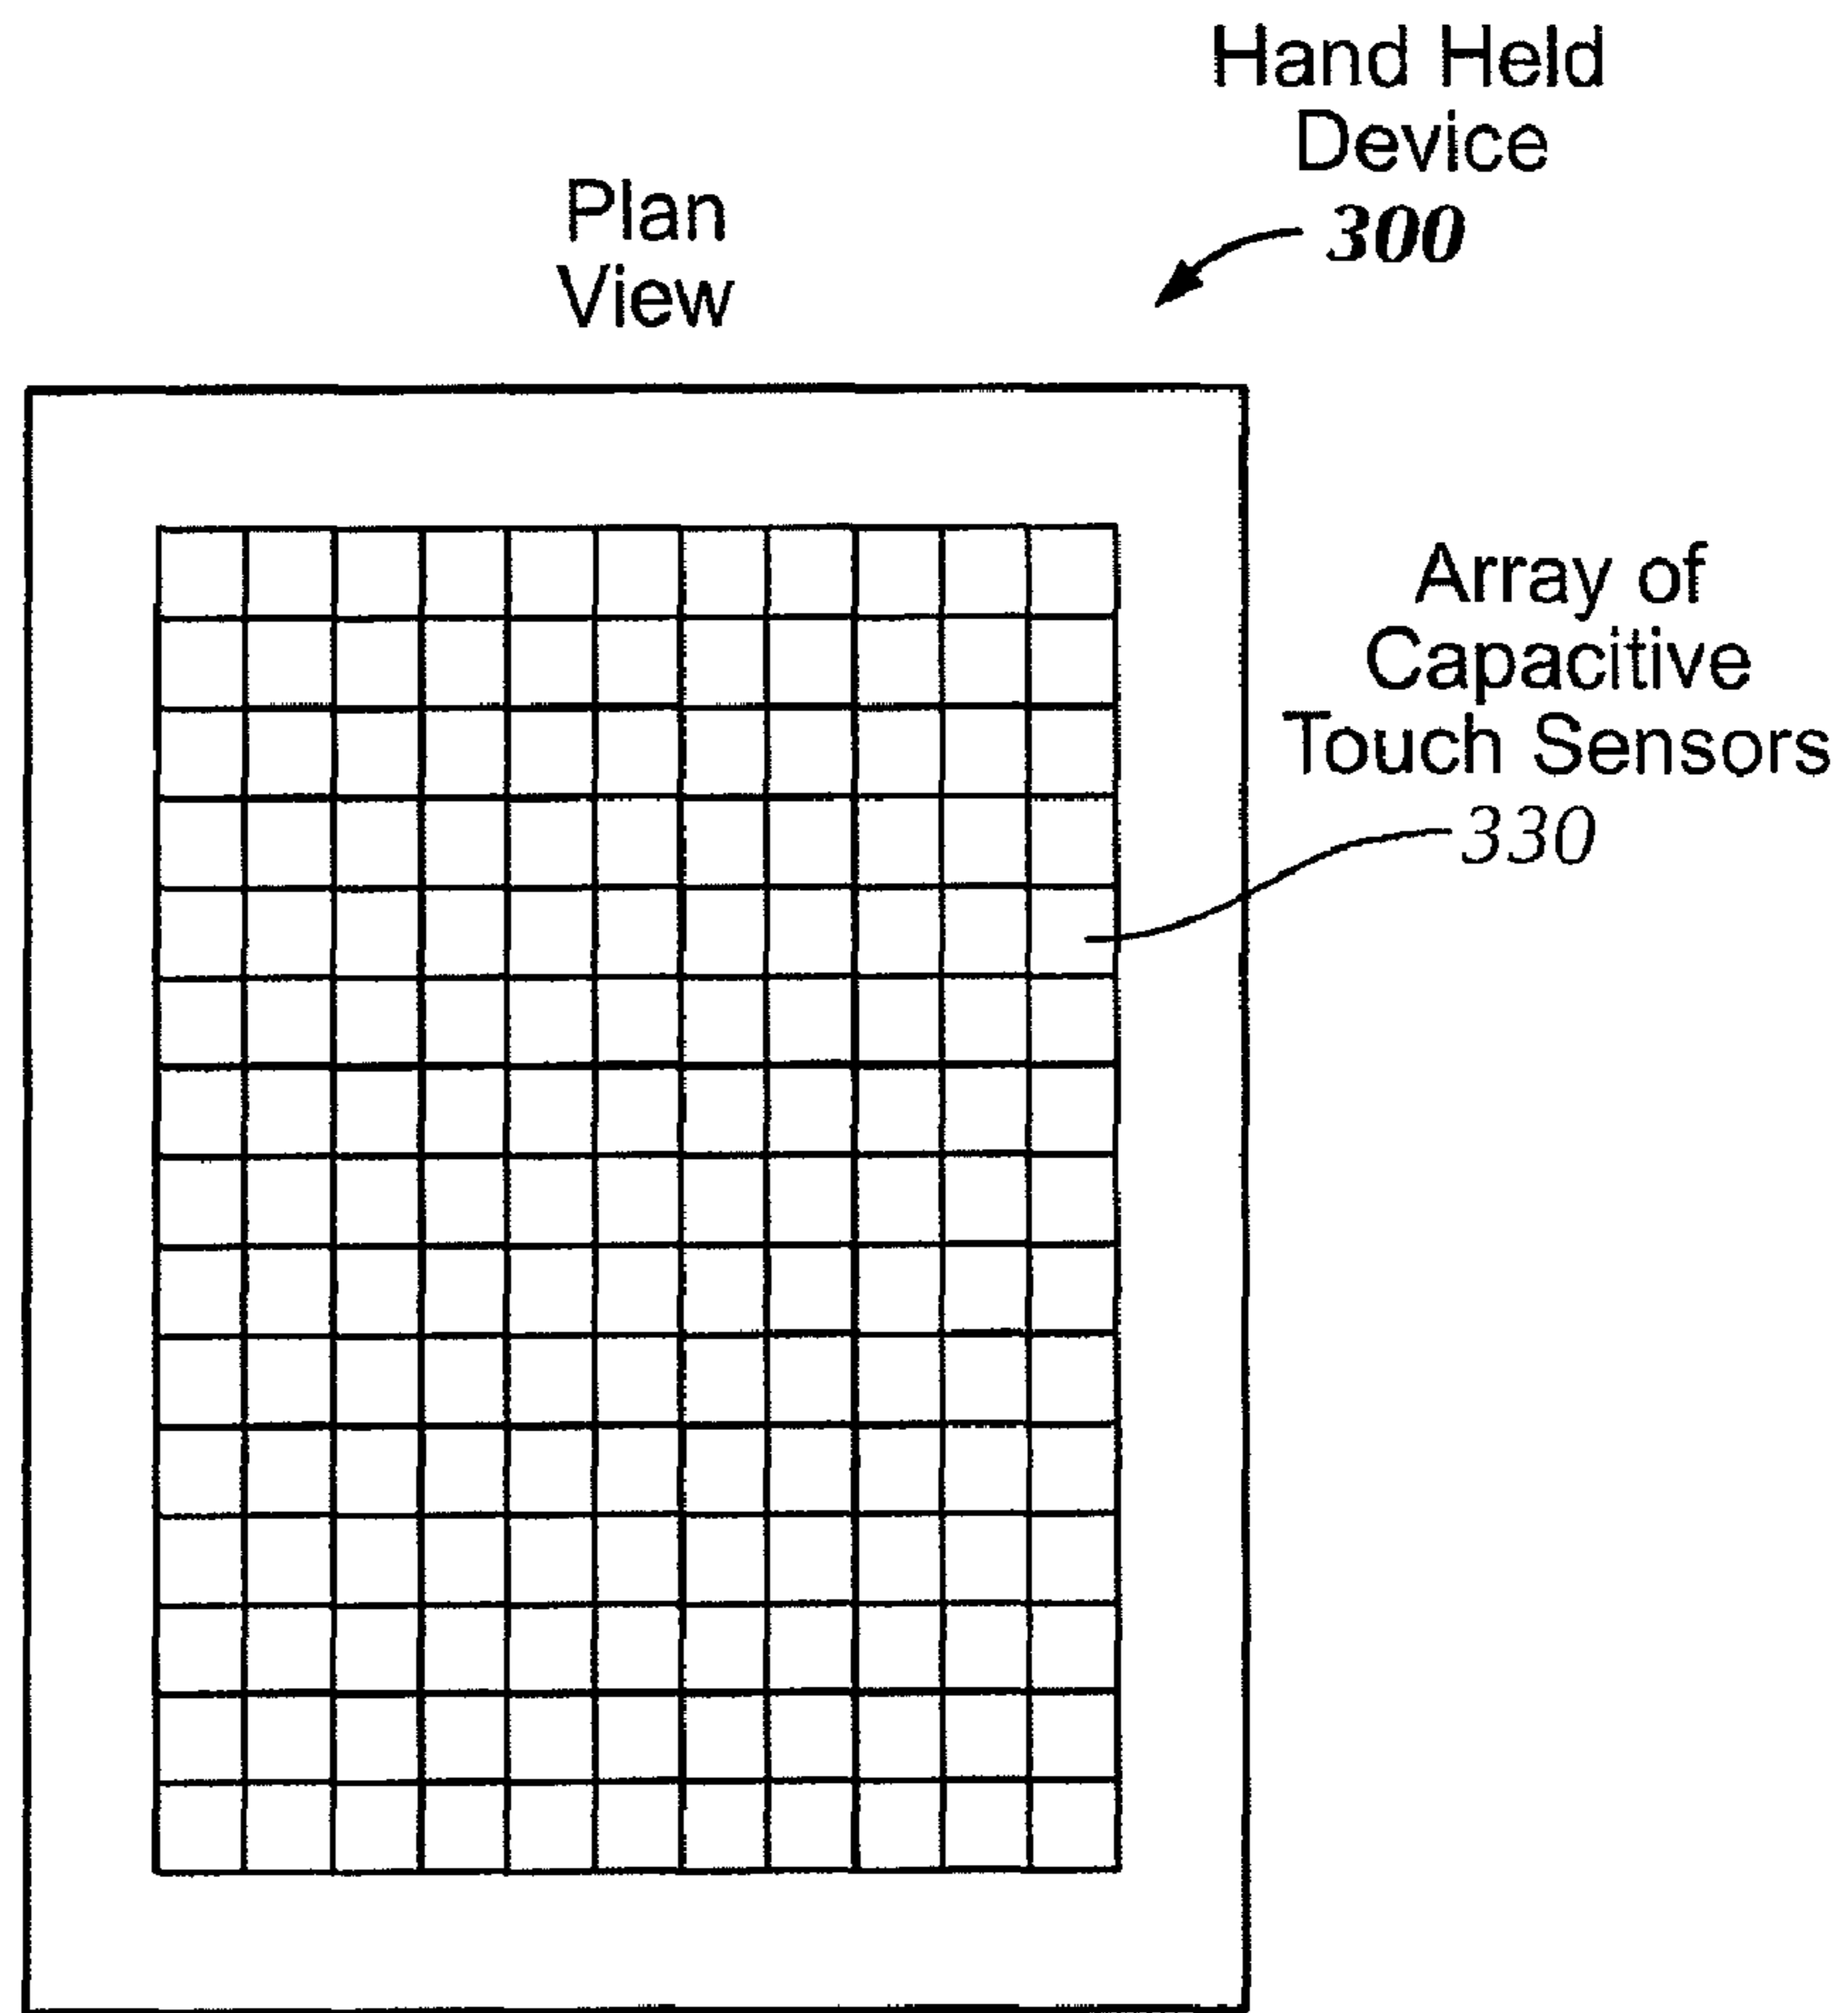 Hand Held
Device
300
Plan
View
Array of
Capacitive
Touch Sensors
330